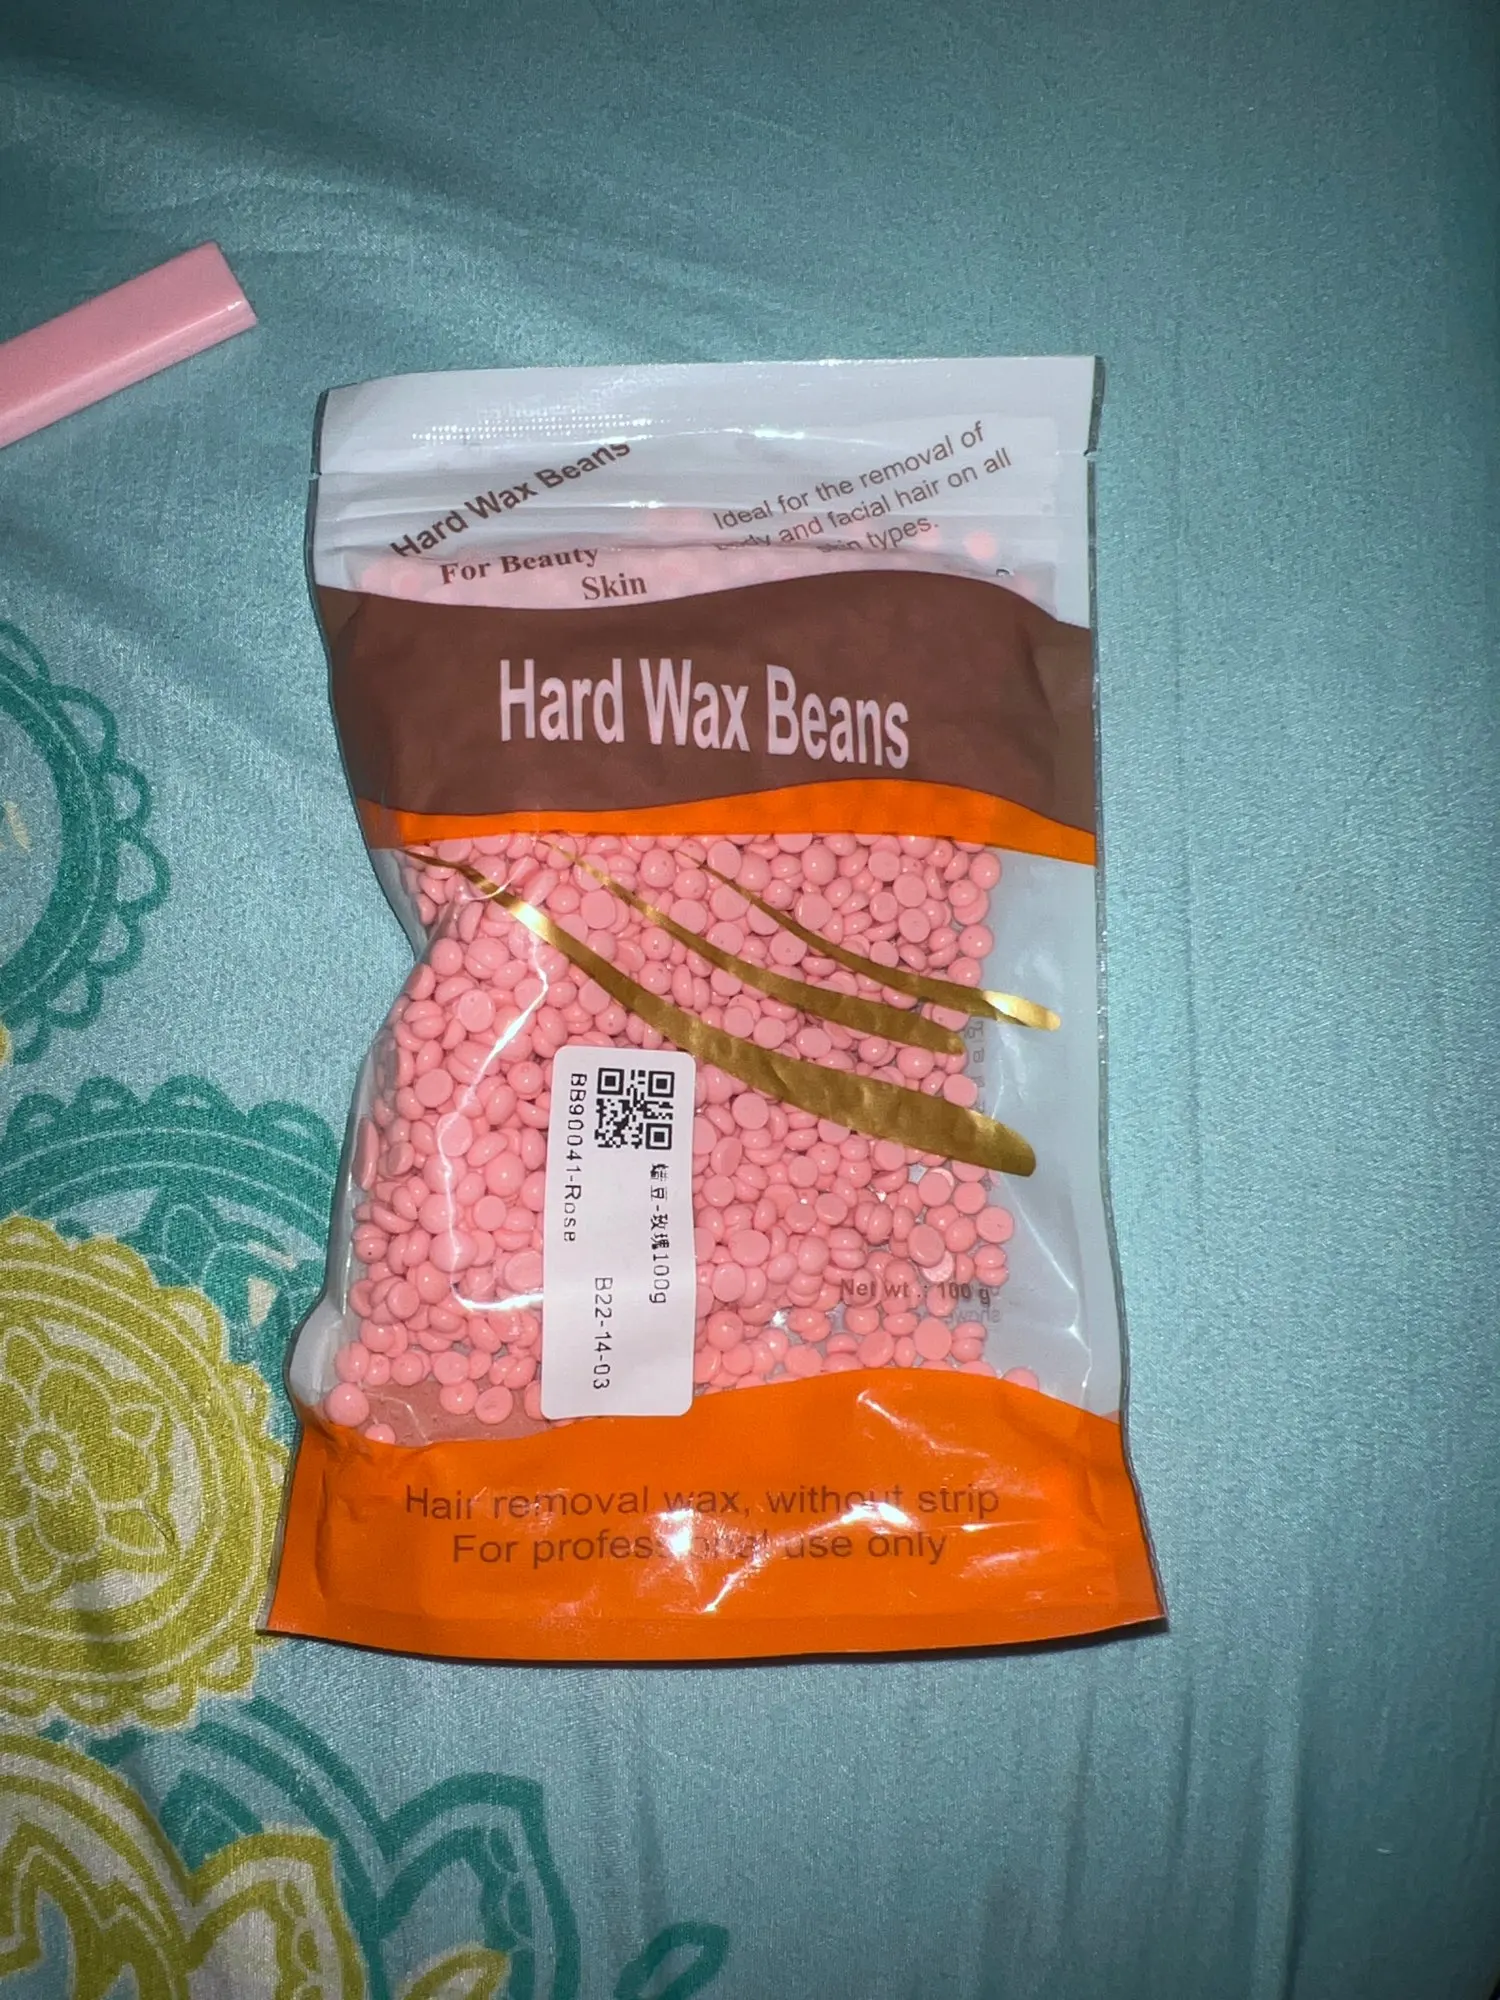 Hard Wax Beans
For Beauty
Skin
Ideal for the removal of
body and facial hair on all
skin types.
Hard Wax Beans
蜡豆-玫瑰100g
BB90041-Rose
B22-14-03
Net wt.: 100 g
Hair removal wax, without strip
For professional use only